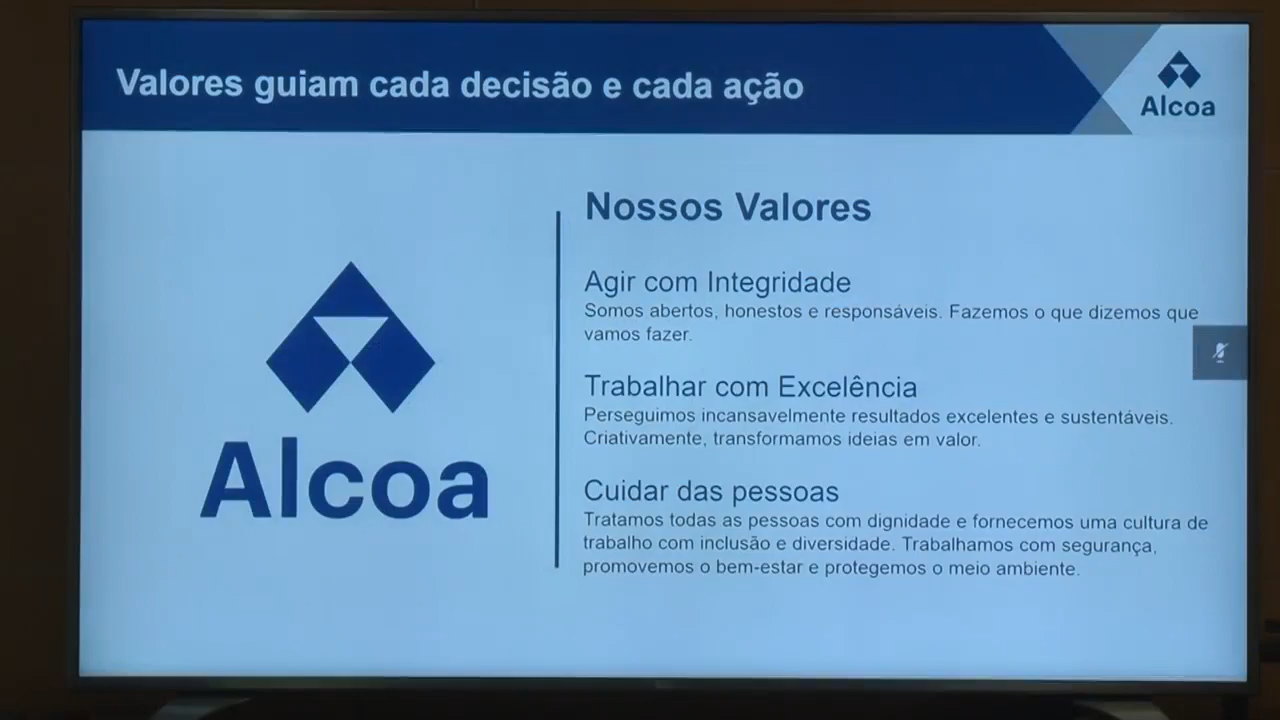 Valores guiam cada decisão e cada ação
Alcoa
Nossos Valores
Agir com Integridade
Somos abertos, honestos e responsáveis. Fazemos o que dizemos que
vamos fazer.
Trabalhar com Excelência
Perseguimos incansavelmente resultados excelentes e sustentáveis.
Criativamente, transformamos ideias em valor.
Cuidar das pessoas
Tratamos todas as pessoas com dignidade e fornecemos uma cultura de
trabalho com inclusão e diversidade. Trabalhamos com segurança,
promovemos o bem-estar e protegemos o meio ambiente.
Alcoa